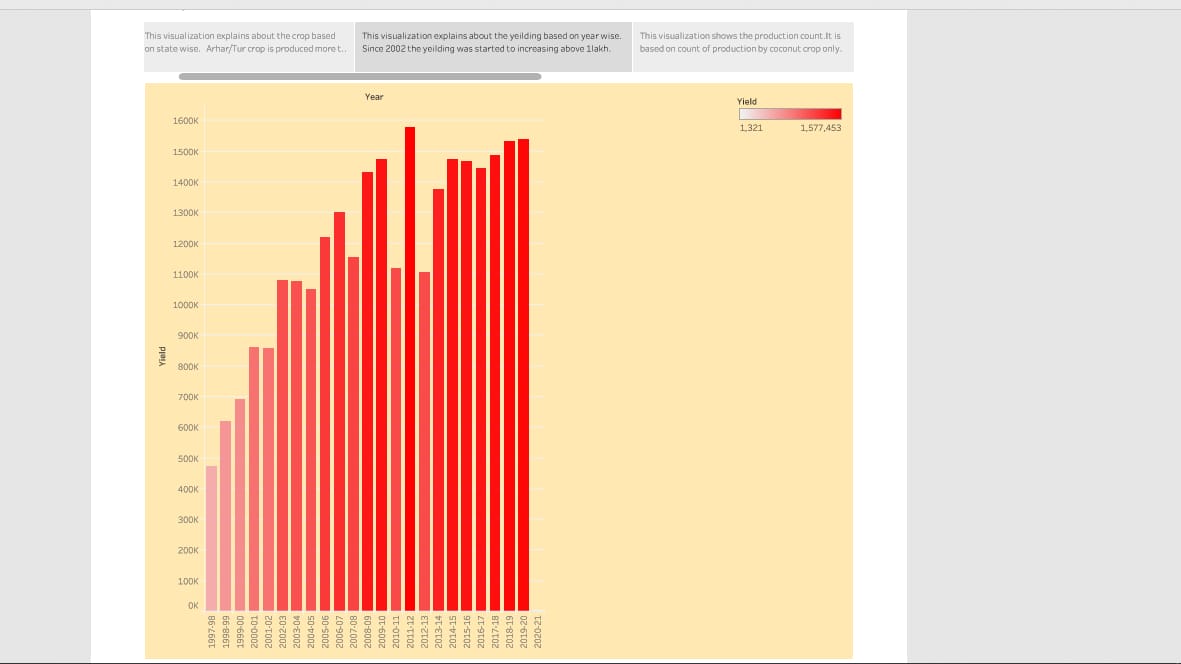 This visualization explains about the crop based
on state wise. Arhar/Tur crop is produced more t..
This visualization explains about the yeilding based on year wise.
Since 2002 the yeilding was started to increasing above 1lakh.
This visualization shows the production count.It is
based on count of production by coconut crop only.
Year
Yield
1,321 1,577,453
1600K
1500K
1400K
1300K
1200K
1100K
1000K
900K
800K
700K
600K
500K
400K
300K
200K
100K
0K
Yield
1997-98
1998-99
1999-00
2000-01
2001-02
2002-03
2003-04
2004-05
2005-06
2006-07
2007-08
2008-09
2009-10
2010-11
2011-12
2012-13
2013-14
2014-15
2015-16
2016-17
2017-18
2018-19
2019-20
2020-21